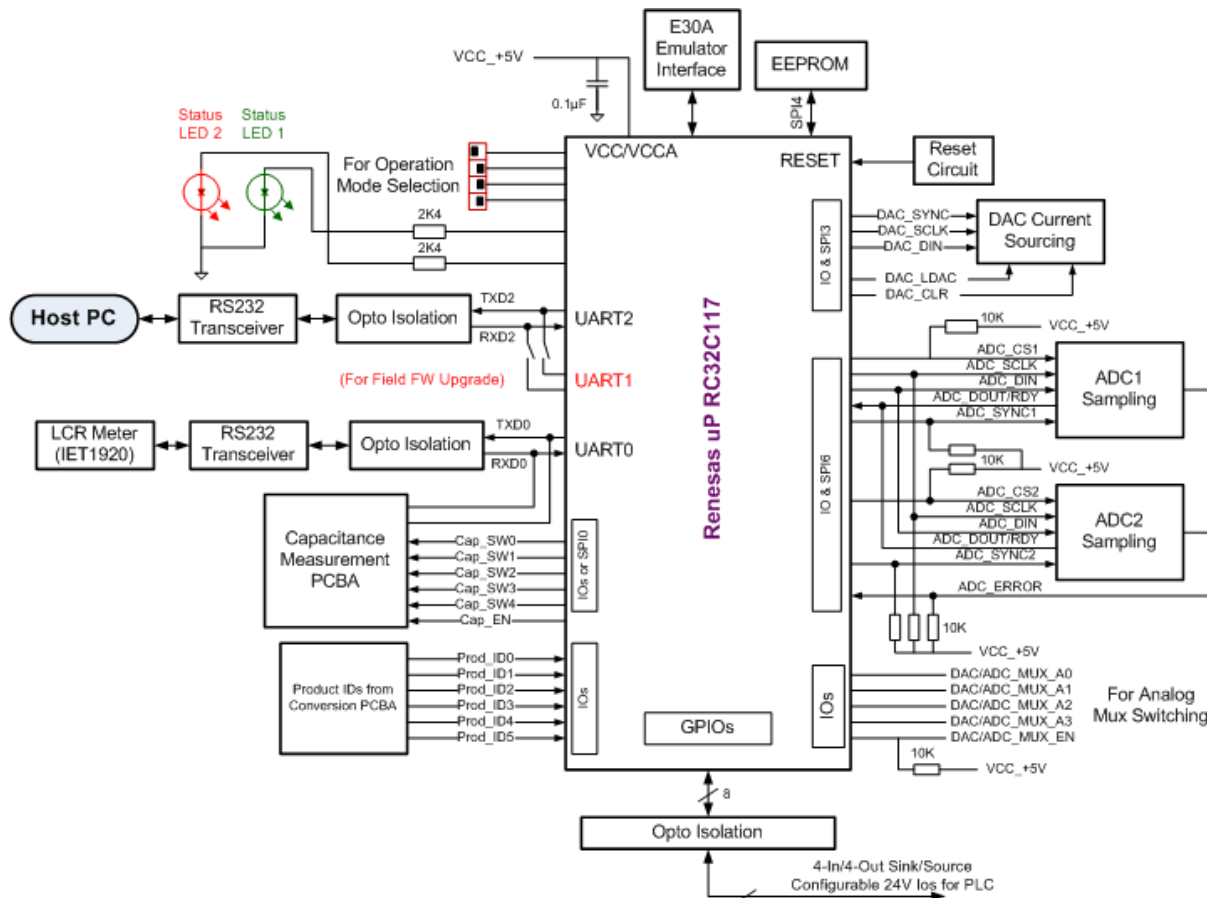 E30A
Emulator
Interface
EEPROM
VCC_+5V
0.1µF
SPI4
Status
LED 2
Status
LED 1
For Operation
Mode Selection
VCC/VCCA
RESET
Reset
Circuit
2K4
2K4
IO & SPI3
DAC_SYNC
DAC_SCLK
DAC_DIN
DAC_LDAC
DAC_CLR
DAC Current
Sourcing
Host PC
RS232
Transceiver
Opto Isolation
TXD2
RXD2
UART2
(For Field FW Upgrade)
UART1
LCR Meter
(IET1920)
RS232
Transceiver
Opto Isolation
TXD0
RXD0
UART0
Renesas uP RC32C117
10K
VCC_+5V
IO & SPI6
ADC_CS1
ADC_SCLK
ADC_DIN
ADC_DOUT/RDY
ADC_SYNC1
ADC1
Sampling
10K
VCC_+5V
ADC_CS2
ADC_SCLK
ADC_DIN
ADC_DOUT/RDY
ADC_SYNC2
ADC2
Sampling
ADC_ERROR
10K
VCC_+5V
Capacitance
Measurement
PCBA
Cap_SW0
Cap_SW1
Cap_SW2
Cap_SW3
Cap_SW4
Cap_EN
IOs or SPI0
Product IDs from
Conversion PCBA
Prod_ID0
Prod_ID1
Prod_ID2
Prod_ID3
Prod_ID4
Prod_ID5
IOs
GPIOs
IOs
DAC/ADC_MUX_A0
DAC/ADC_MUX_A1
DAC/ADC_MUX_A2
DAC/ADC_MUX_A3
DAC/ADC_MUX_EN
For Analog
Mux Switching
10K
VCC_+5V
8
Opto Isolation
4-In/4-Out Sink/Source
Configurable 24V Ios for PLC